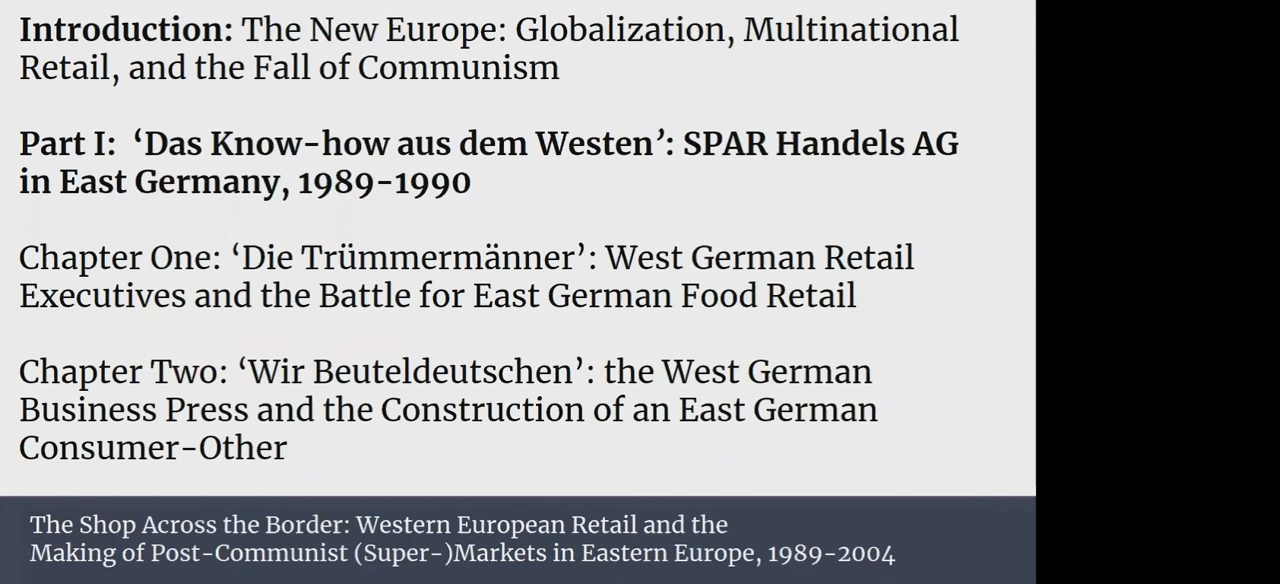 Introduction: The New Europe: Globalization, Multinational
Retail, and the Fall of Communism
Part I: ‘Das Know-how aus dem Westen’: SPAR Handels AG
in East Germany, 1989-1990
Chapter One: ‘Die Trümmermänner’: West German Retail
Executives and the Battle for East German Food Retail
Chapter Two: ‘Wir Beuteldeutschen’: the West German
Business Press and the Construction of an East German
Consumer-Other
The Shop Across the Border: Western European Retail and the
Making of Post-Communist (Super-)Markets in Eastern Europe, 1989-2004